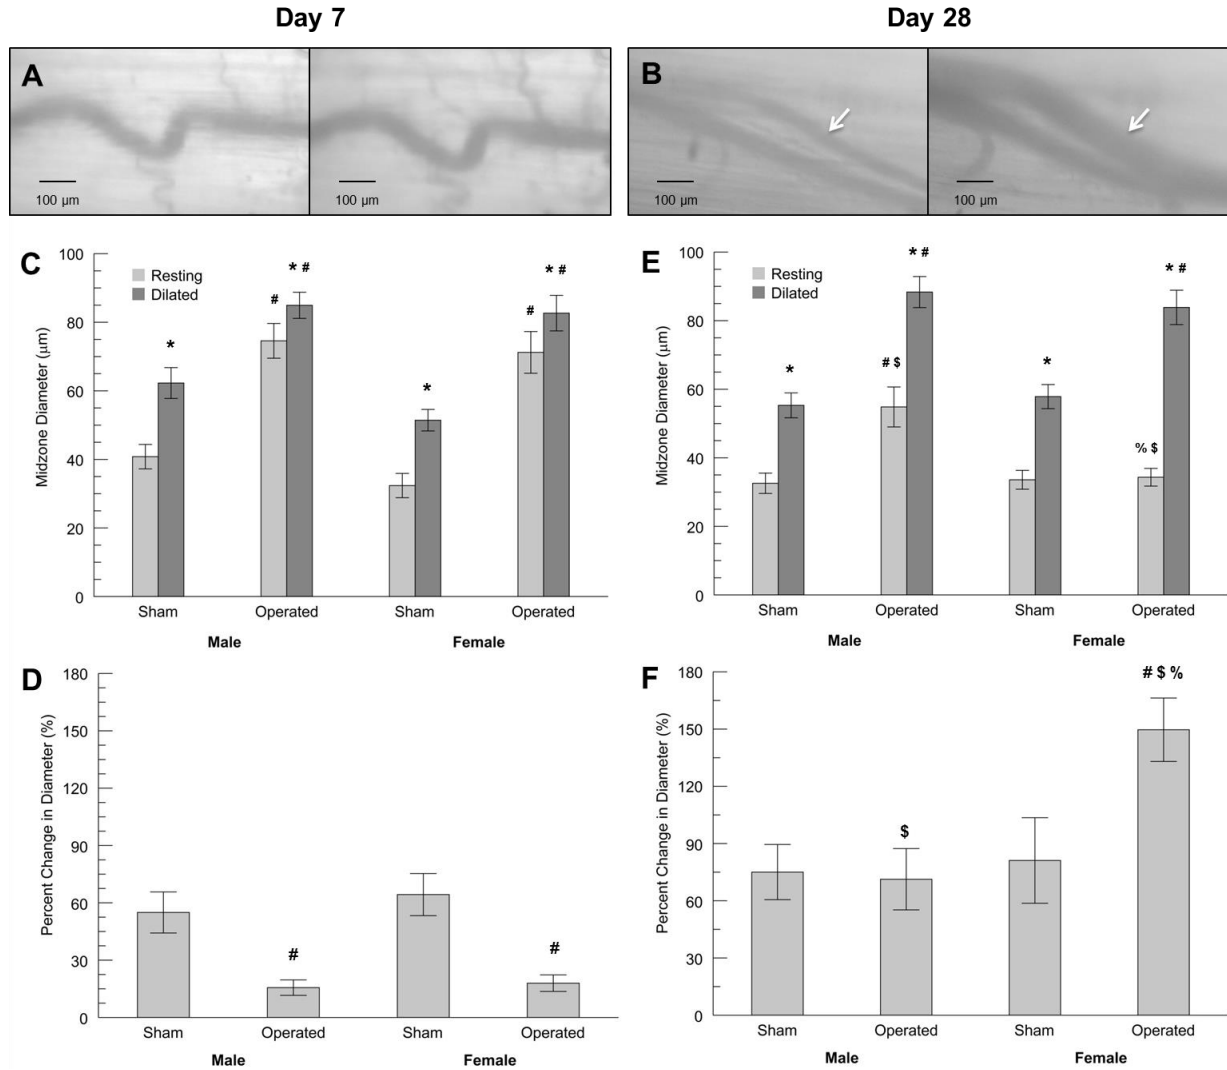 Day 7
Day 28
A
100 µm
100 µm
B
100 µm
100 µm
C
Midzone Diameter (µm)
100
80
60
40
20
0
Resting
Dilated
*
#
* #
*
#
* #
Sham
Operated
Sham
Operated
Male
Female
E
Midzone Diameter (µm)
100
80
60
40
20
0
Resting
Dilated
*
# $
* #
*
% $
* #
Sham
Operated
Sham
Operated
Male
Female
D
Percent Change in Diameter (%)
180
150
120
90
60
30
0
#
#
Sham
Operated
Sham
Operated
Male
Female
F
Percent Change in Diameter (%)
180
150
120
90
60
30
0
$
# $ %
Sham
Operated
Sham
Operated
Male
Female